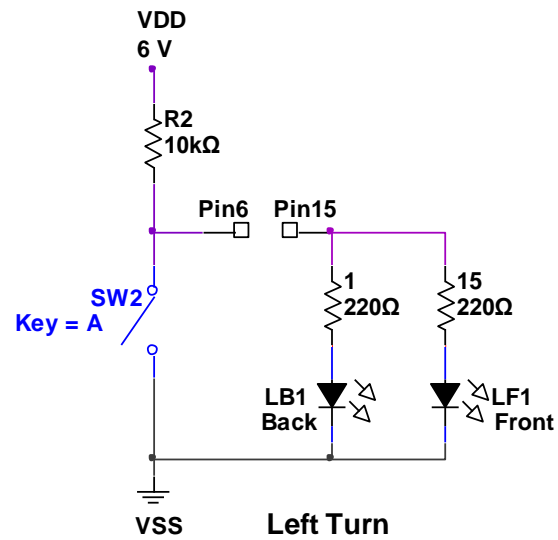 VDD
6 V
R2
10kΩ
Pin6
Pin15
SW2
Key = A
1
220Ω
15
220Ω
LB1
Back
LF1
Front
VSS
Left Turn